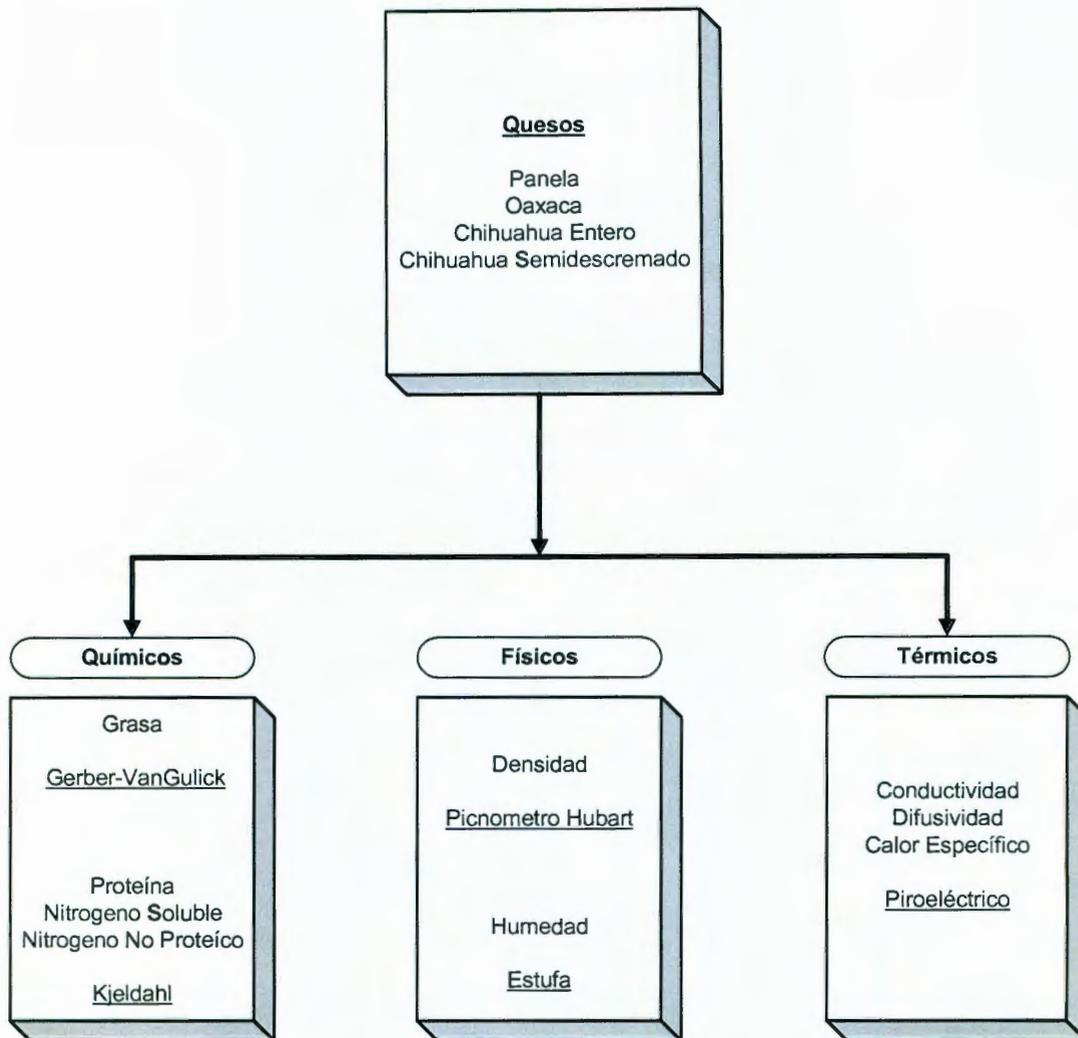 Quesos
Panela
Oaxaca
Chihuahua Entero
Chihuahua Semidescremado
Químicos
Grasa
Gerber-VanGulick
Proteína
Nitrogeno Soluble
Nitrogeno No Proteíco
Kjeldahl
Físicos
Densidad
Picnometro Hubart
Humedad
Estufa
Térmicos
Conductividad
Difusividad
Calor Específico
Piroeléctrico